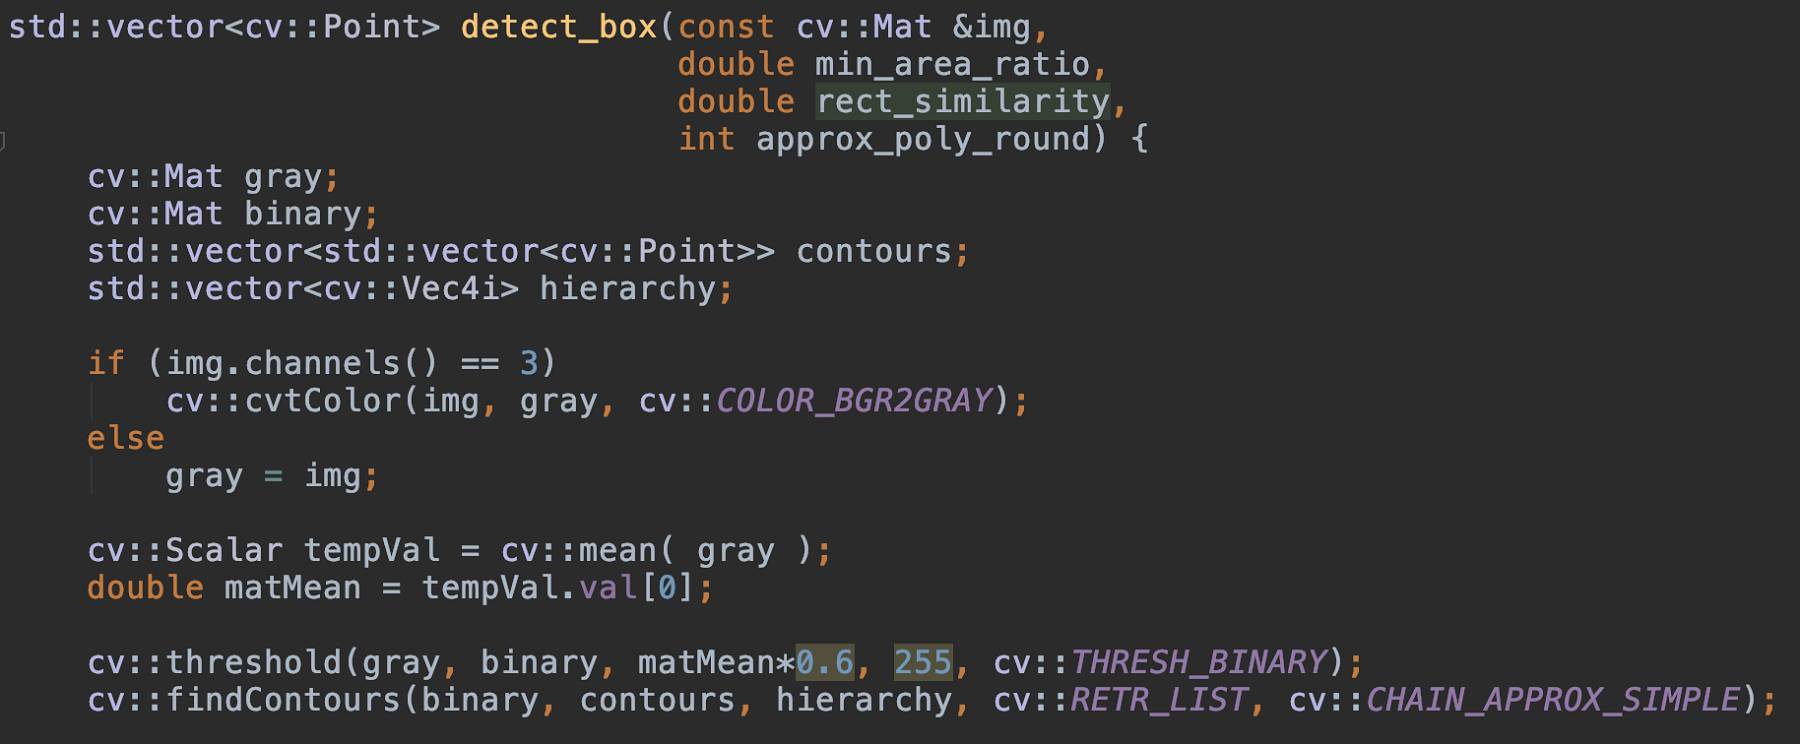 std::vector<cv::Point> detect_box(const cv::Mat &img,
double min_area_ratio,
double rect_similarity,
int approx_poly_round) {
cv::Mat gray;
cv::Mat binary;
std::vector<std::vector<cv::Point>> contours;
std::vector<cv::Vec4i> hierarchy;
if (img.channels() == 3)
cv::cvtColor(img, gray, cv::COLOR_BGR2GRAY);
else
gray = img;
cv::Scalar tempVal = cv::mean( gray );
double matMean = tempVal.val[0];
cv::threshold(gray, binary, matMean*0.6, 255, cv::THRESH_BINARY);
cv::findContours(binary, contours, hierarchy, cv::RETR_LIST, cv::CHAIN_APPROX_SIMPLE);